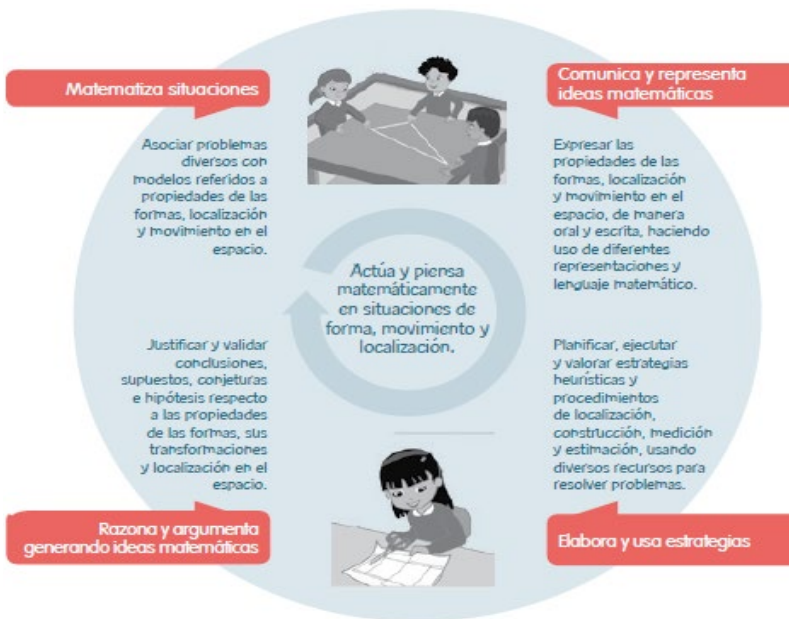 Matematiza situaciones
Asociar problemas
diversos con
modelos referidos a
propiedades de las
formas, localización
y movimiento en el
espacio.
Comunica y representa
ideas matemáticas
Expresar las
propiedades de las
formas, localización
y movimiento en el
espacio, de manera
oral y escrita, haciendo
uso de diferentes
representaciones y
lenguaje matemático.
Actúa y piensa
matemáticamente
en situaciones de
forma, movimiento y
localización.
Justificar y validar
conclusiones,
supuestos, conjeturas
e hipótesis respecto
a las propiedades
de las formas, sus
transformaciones
y localización en el
espacio.
Razona y argumenta
generando ideas matemáticas
Planificar, ejecutar
y valorar estrategias
heurísticas y
procedimientos
de localización,
construcción, medición
y estimación, usando
diversos recursos para
resolver problemas.
Elabora y usa estrategias